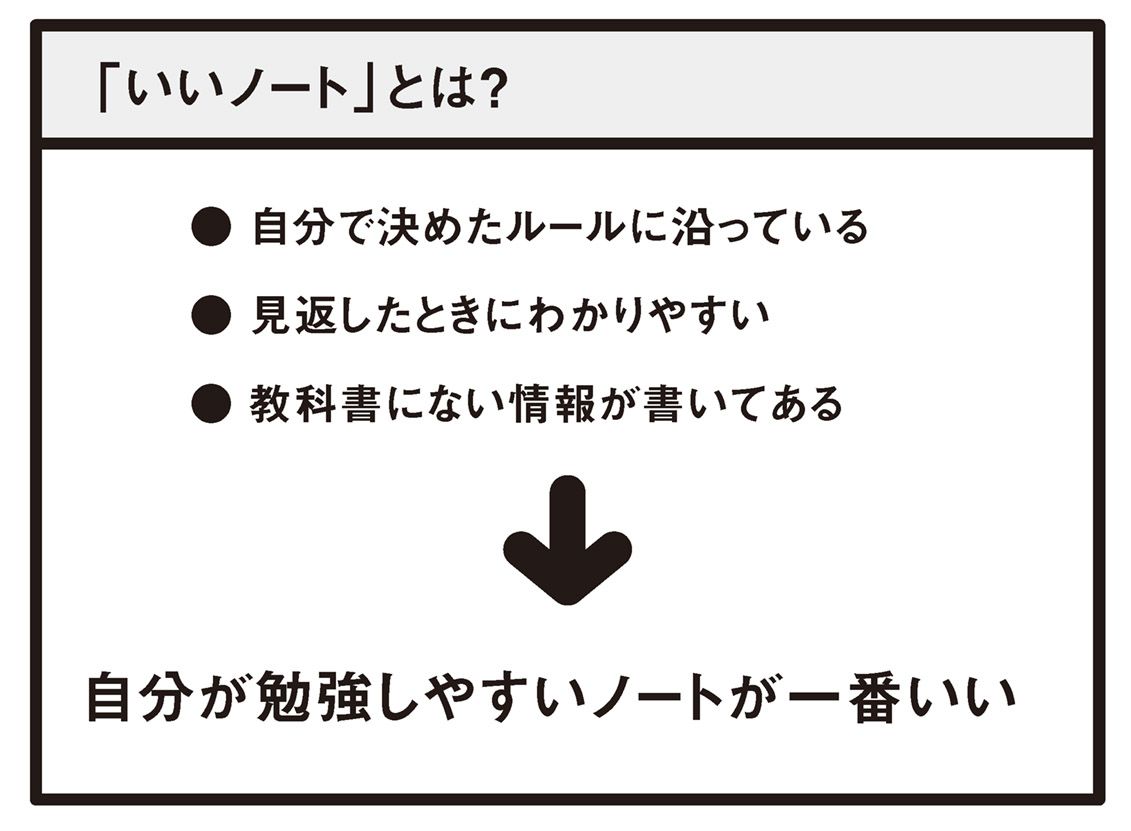 「いいノート」とは?
● 自分で決めたルールに沿っている
● 見返したときにわかりやすい
● 教科書にない情報が書いてある
自分が勉強しやすいノートが一番いい